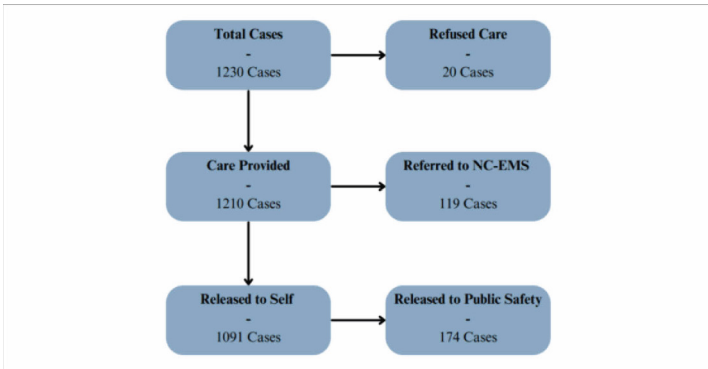 Total Cases
-
1230 Cases
Refused Care
-
20 Cases
Care Provided
-
1210 Cases
Referred to NC-EMS
-
119 Cases
Released to Self
-
1091 Cases
Released to Public Safety
-
174 Cases